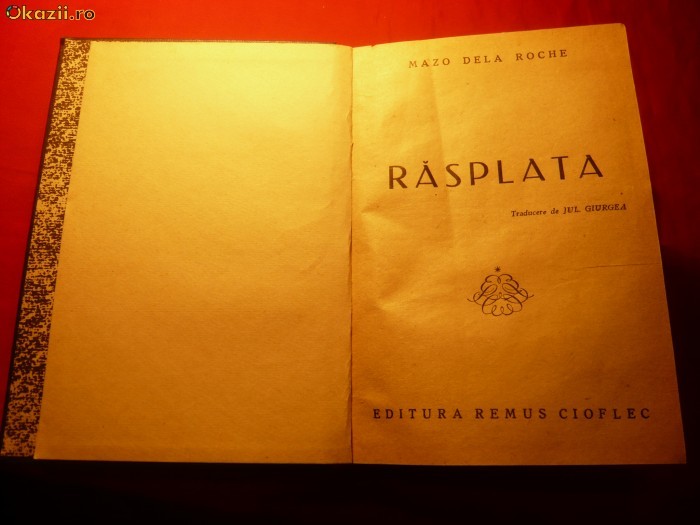 Okazii.ro
MAZO DELA ROCHE
RĂSPLATA
Traducere de JUL. GIURGEA
EDITURA REMUS CIOFLEC